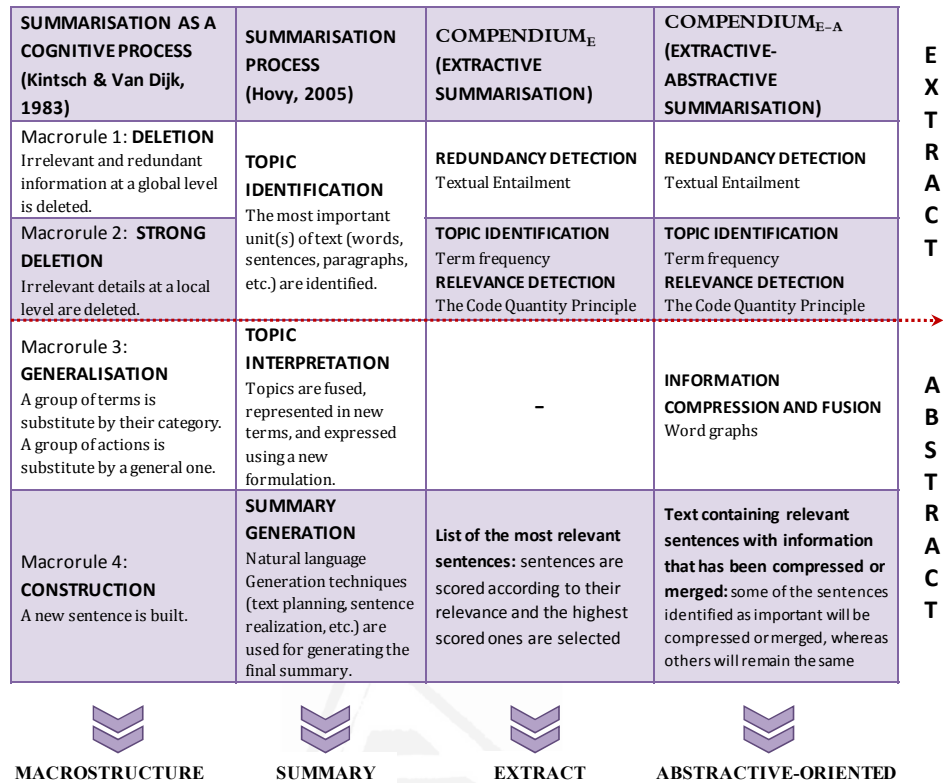 SUMMARISATION AS A
COGNITIVE PROCESS
(Kintsch & Van Dijk,
1983)
SUMMARISATION
PROCESS
(Hovy, 2005)
COMPENDIUM_E
(EXTRACTIVE
SUMMARISATION)
COMPENDIUM_E–A
(EXTRACTIVE-
ABSTRACTIVE
SUMMARISATION)
Macrorule 1: DELETION
Irrelevant and redundant
information at a global level
is deleted.
TOPIC
IDENTIFICATION
The most important
unit(s) of text (words,
sentences, paragraphs,
etc.) are identified.
REDUNDANCY DETECTION
Textual Entailment
REDUNDANCY DETECTION
Textual Entailment
Macrorule 2: STRONG
DELETION
Irrelevant details at a local
level are deleted.
TOPIC IDENTIFICATION
Term frequency
RELEVANCE DETECTION
The Code Quantity Principle
TOPIC IDENTIFICATION
Term frequency
RELEVANCE DETECTION
The Code Quantity Principle
E
X
T
R
A
C
T
Macrorule 3:
GENERALISATION
A group of terms is
substitute by their category.
A group of actions is
substitute by a general one.
TOPIC
INTERPRETATION
Topics are fused,
represented in new
terms, and expressed
using a new
formulation.
–
INFORMATION
COMPRESSION AND FUSION
Word graphs
Macrorule 4:
CONSTRUCTION
A new sentence is built.
SUMMARY
GENERATION
Natural language
Generation techniques
(text planning, sentence
realization, etc.) are
used for generating the
final summary.
List of the most relevant
sentences: sentences are
scored according to their
relevance and the highest
scored ones are selected
Text containing relevant
sentences with information
that has been compressed or
merged: some of the sentences
identified as important will be
compressed or merged, whereas
others will remain the same
A
B
S
T
R
A
C
T
MACROSTRUCTURE
SUMMARY
EXTRACT
ABSTRACTIVE-ORIENTED